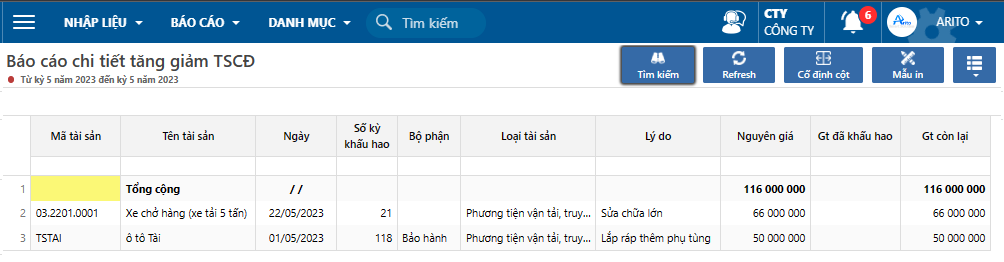 NHẬP LIỆU BÁO CÁO DANH MỤC Tìm kiếm CTY 6 ARITO
CÔNG TY
Báo cáo chi tiết tăng giảm TSCĐ
Từ kỳ 5 năm 2023 đến kỳ 5 năm 2023
Tìm kiếm Refresh Cố định cột Mẫu in
Mã tài sản Tên tài sản Ngày Số kỳ khấu hao Bộ phận Loại tài sản Lý do Nguyên giá Gt đã khấu hao Gt còn lại
1 Tổng cộng / / 116 000 000 116 000 000
2 03.2201.0001 Xe chở hàng (xe tải 5 tấn) 22/05/2023 21 Phương tiện vận tải, truy... Sửa chữa lớn 66 000 000 66 000 000
3 TSTAI ô tô Tài 01/05/2023 118 Bảo hành Phương tiện vận tải, truy... Lắp ráp thêm phụ tùng 50 000 000 50 000 000